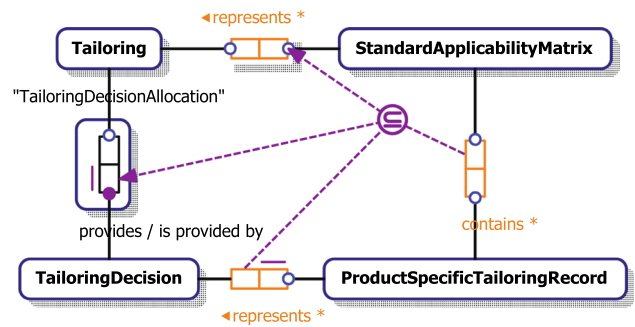 ◄represents *
Tailoring
StandardApplicabilityMatrix
"TailoringDecisionAllocation"
⊆
contains *
provides / is provided by
TailoringDecision
ProductSpecificTailoringRecord
◄represents *